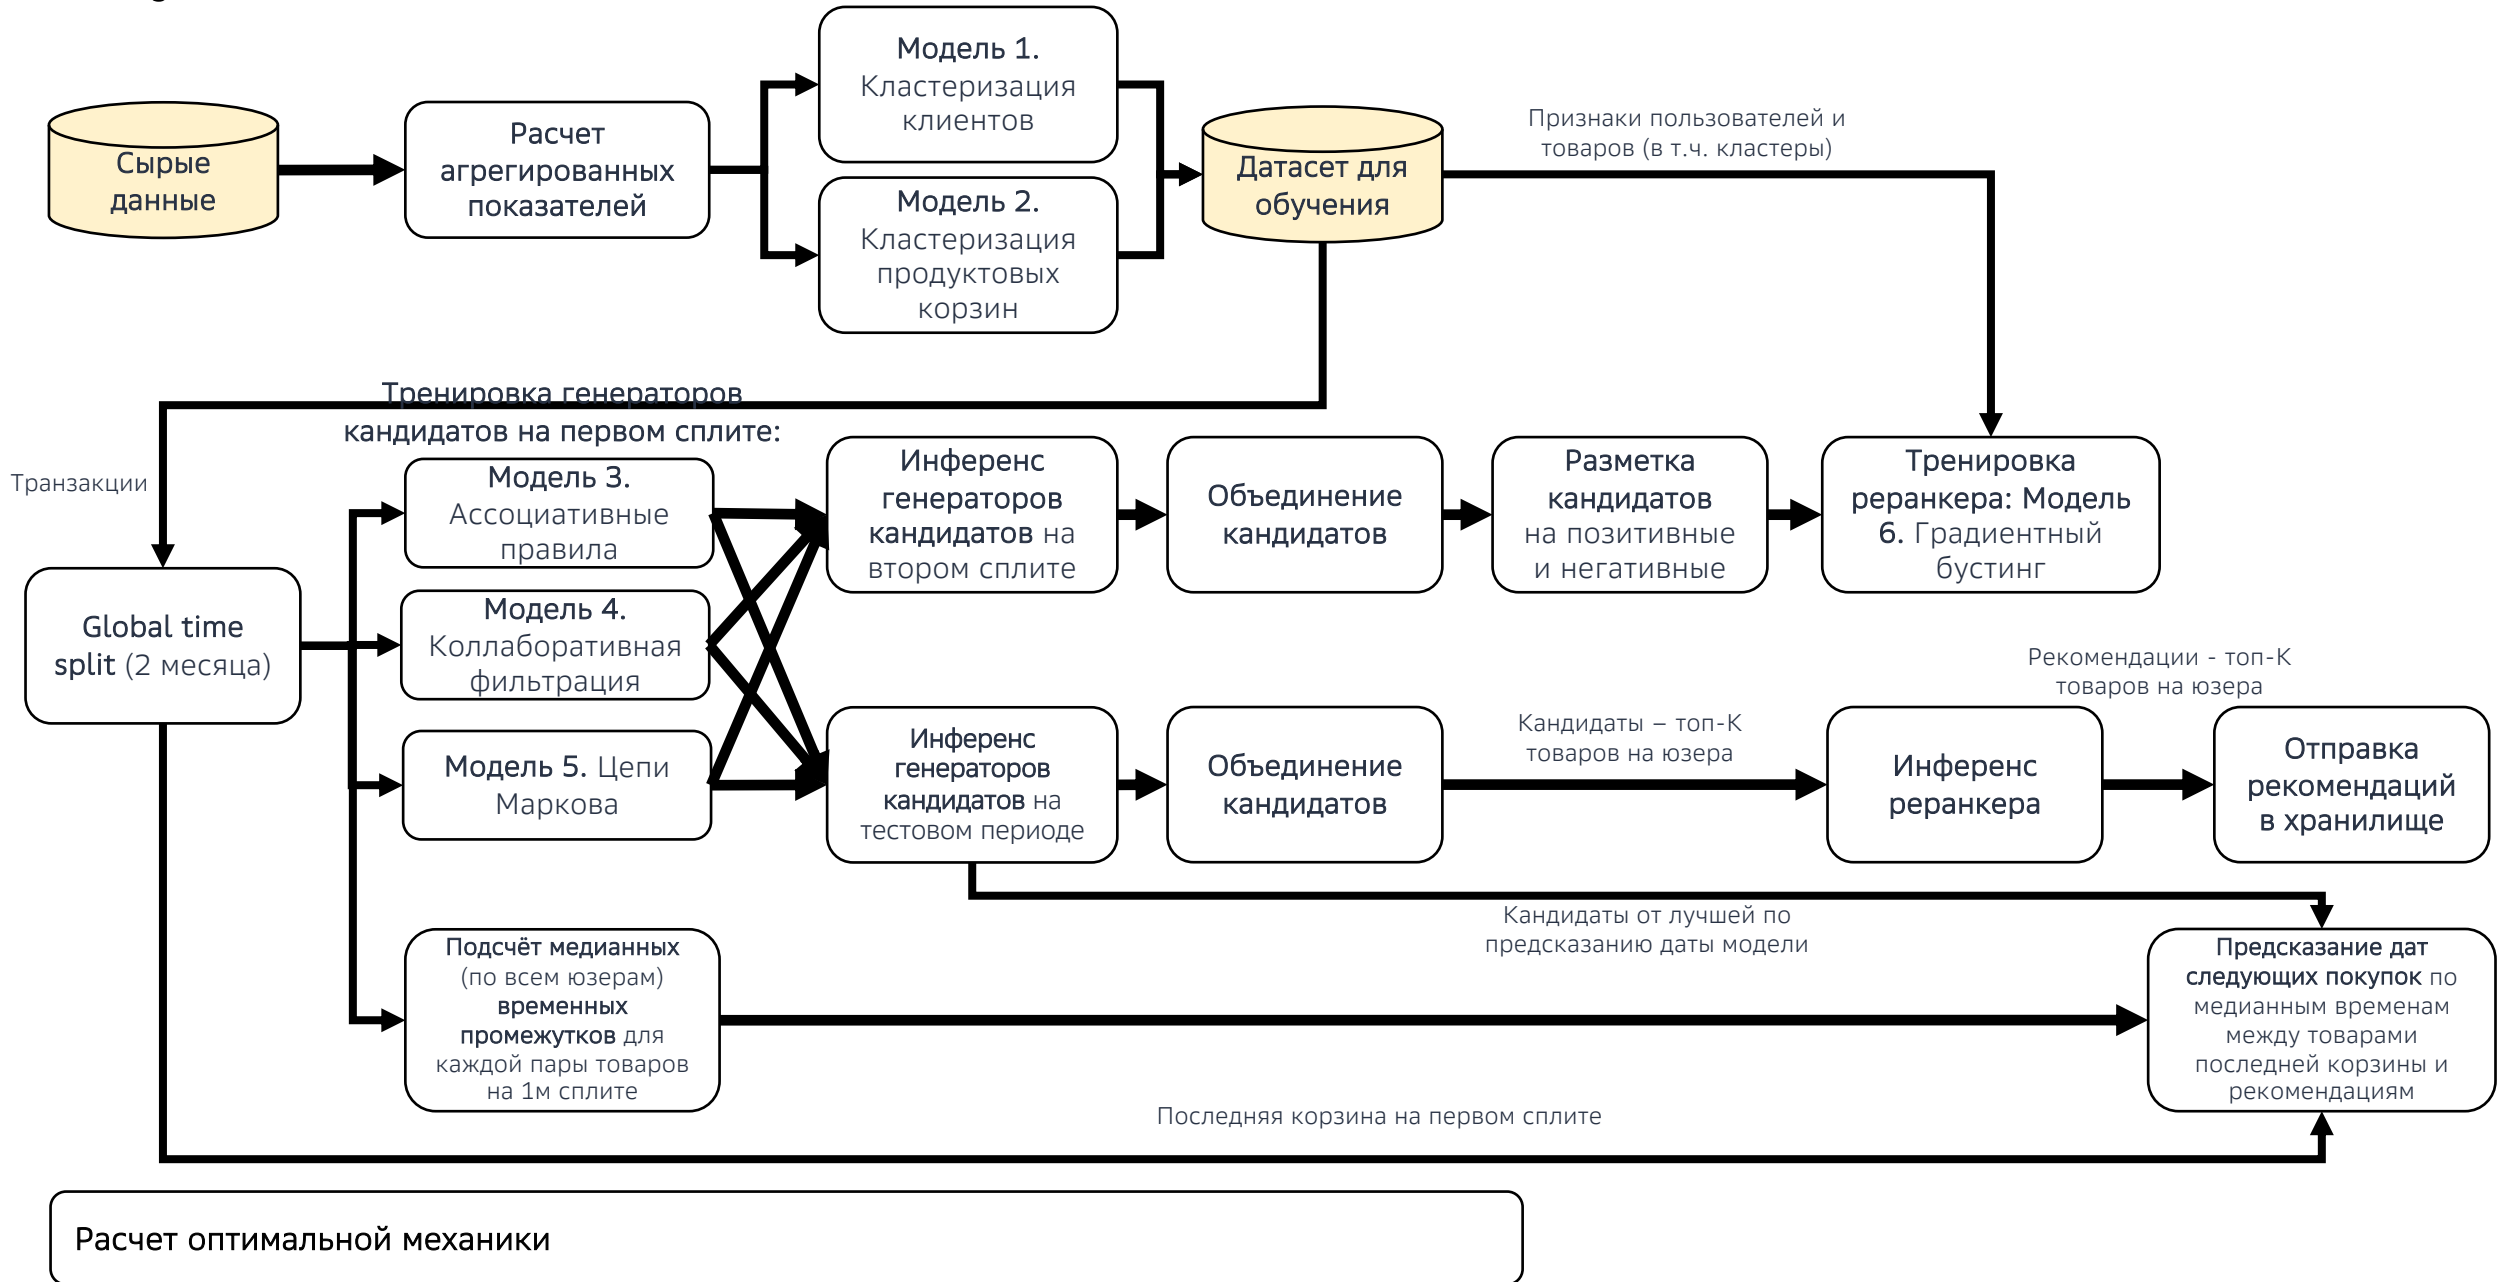 Сырые
данные
Расчет
агрегированных
показателей
Модель 1.
Кластеризация
клиентов
Модель 2.
Кластеризация
продуктовых
корзин
Датасет для
обучения
Признаки пользователей и
товаров (в т.ч. кластеры)
Тренировка генераторов
кандидатов на первом сплите:
Транзакции
Global time
split (2 месяца)
Модель 3.
Ассоциативные
правила
Модель 4.
Коллаборативная
фильтрация
Модель 5. Цепи
Маркова
Инференс
генераторов
кандидатов на
втором сплите
Объединение
кандидатов
Разметка
кандидатов
на позитивные
и негативные
Тренировка
реранкера: Модель
6. Градиентный
бустинг
Инференс
генераторов
кандидатов на
тестовом периоде
Объединение
кандидатов
Кандидаты – топ-К
товаров на юзера
Инференс
реранкера
Рекомендации - топ-К
товаров на юзера
Отправка
рекомендаций
в хранилище
Кандидаты от лучшей по
предсказанию даты модели
Подсчёт медианных
(по всем юзерам)
временных
промежутков для
каждой пары товаров
на 1м сплите
Предсказание дат
следующих покупок по
медианным временам
между товарами
последней корзины и
рекомендациям
Последняя корзина на первом сплите
Расчет оптимальной механики